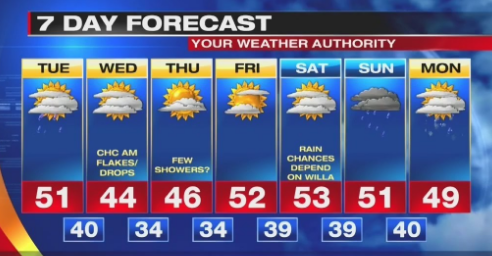 7 DAY FORECAST
YOUR WEATHER AUTHORITY
TUE WED THU FRI SAT SUN MON
CHC AM
FLAKES/
DROPS
FEW
SHOWERS?
RAIN
CHANCES
DEPEND
ON WILLA
51 44 46 52 53 51 49
40 34 34 39 39 40